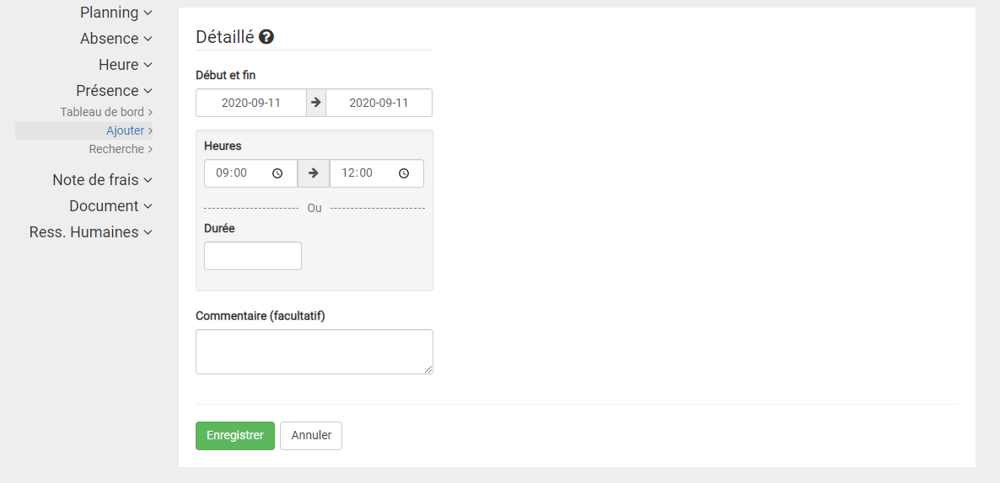 Planning
Absence
Heure
Présence
Tableau de bord
Ajouter
Recherche
Note de frais
Document
Ress. Humaines
Détaillé ?
Début et fin
2020-09-11 2020-09-11
Heures
09:00 12:00
Ou
Durée
Commentaire (facultatif)
Enregistrer Annuler